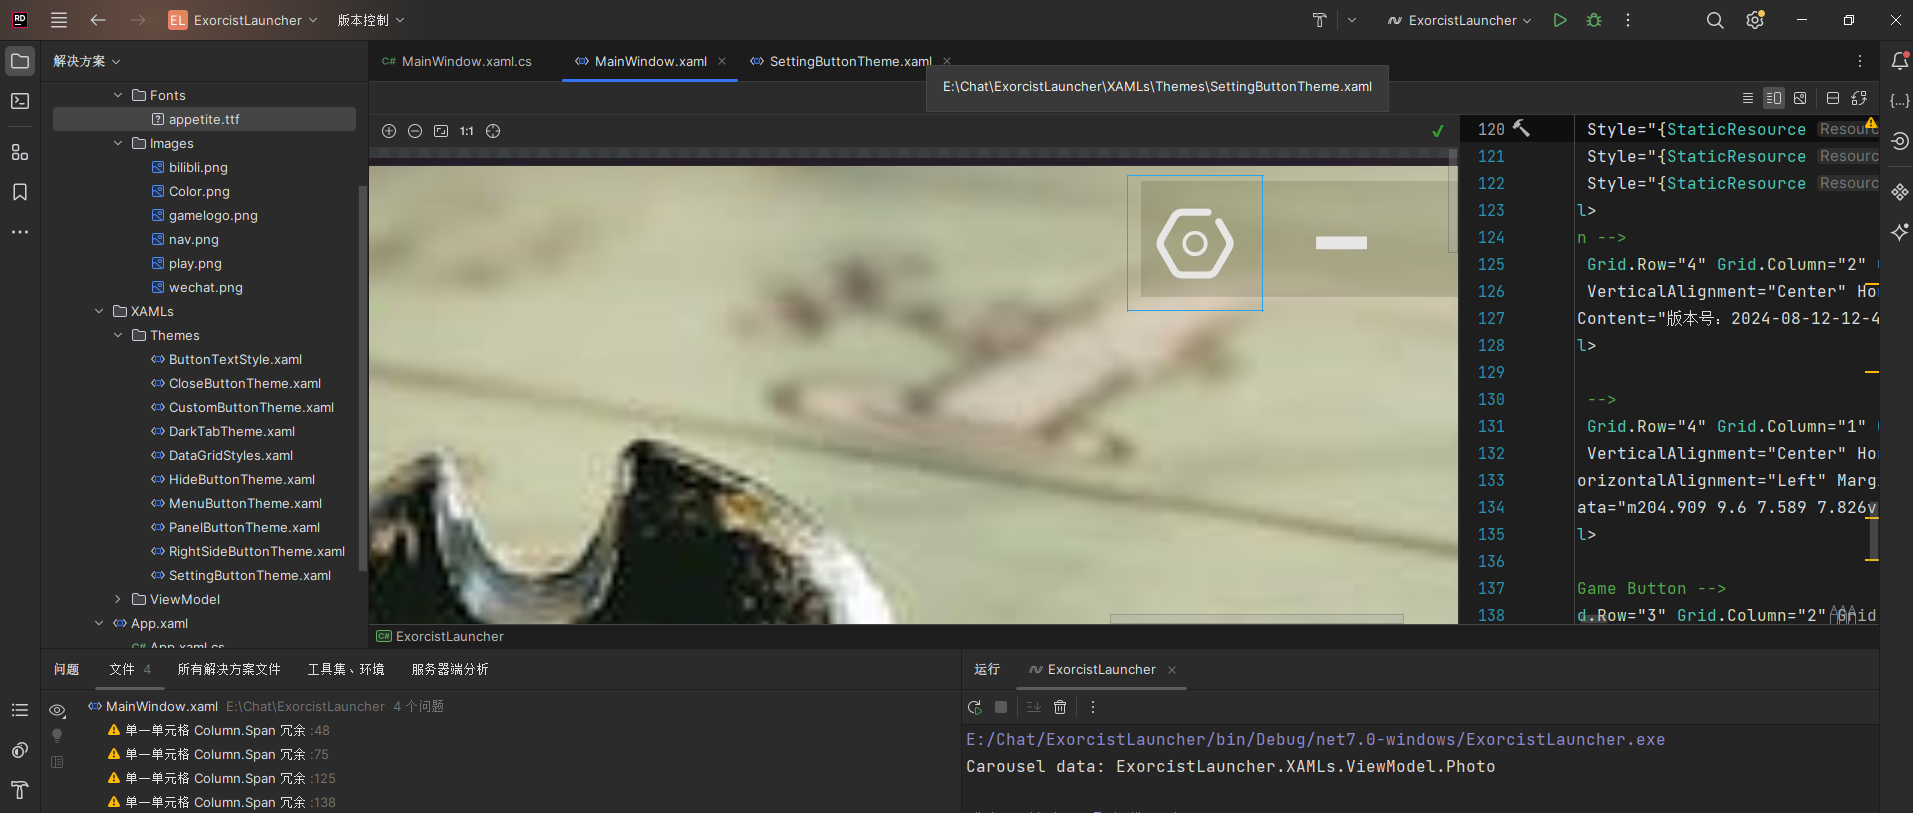 EL ExorcistLauncher 版本控制 ExorcistLauncher
解决方案
MainWindow.xaml.cs MainWindow.xaml SettingButtonTheme.xaml
E:\Chat\ExorcistLauncher\XAMLs\Themes\SettingButtonTheme.xaml
Fonts
appetite.ttf
Images
bilibli.png
Color.png
gamelogo.png
nav.png
play.png
wechat.png
XAMLs
Themes
ButtonTextStyle.xaml
CloseButtonTheme.xaml
CustomButtonTheme.xaml
DarkTabTheme.xaml
DataGridStyles.xaml
HideButtonTheme.xaml
MenuButtonTheme.xaml
PanelButtonTheme.xaml
RightSideButtonTheme.xaml
SettingButtonTheme.xaml
ViewModel
App.xaml
App.xaml.cs
1:1
120 Style="{StaticResource Resourc
121 Style="{StaticResource Resourc
122 Style="{StaticResource Resourc
123 l>
124 n -->
125 Grid.Row="4" Grid.Column="2"
126 VerticalAlignment="Center" Hor
127 Content="版本号：2024-08-12-12-4
128 l>
129
130 -->
131 Grid.Row="4" Grid.Column="1"
132 VerticalAlignment="Center" Hor
133 orizontalAlignment="Left" Margi
134 ata="m204.909 9.6 7.589 7.826v
135 l>
136
137 Game Button -->
138 d.Row="3" Grid.Column="2" Grid
C# ExorcistLauncher
问题 文件 4 所有解决方案文件 工具集、环境 服务器端分析
MainWindow.xaml E:\Chat\ExorcistLauncher 4 个问题
单一单元格 Column.Span 冗余 :48
单一单元格 Column.Span 冗余 :75
单一单元格 Column.Span 冗余 :125
单一单元格 Column.Span 冗余 :138
运行 ExorcistLauncher
E:/Chat/ExorcistLauncher/bin/Debug/net7.0-windows/ExorcistLauncher.exe
Carousel data: ExorcistLauncher.XAMLs.ViewModel.Photo